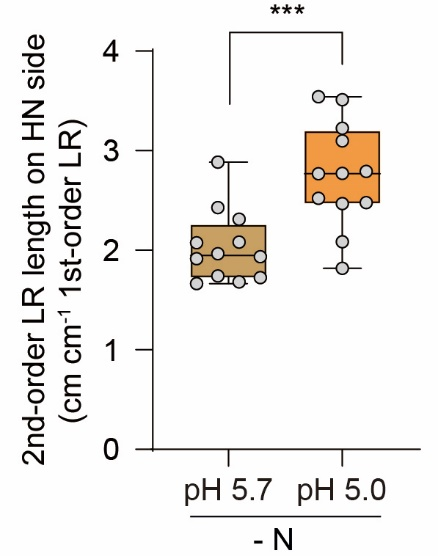 ***
2nd-order LR length on HN side
(cm cm⁻¹ 1st-order LR)
4
3
2
1
0
pH 5.7 pH 5.0
- N